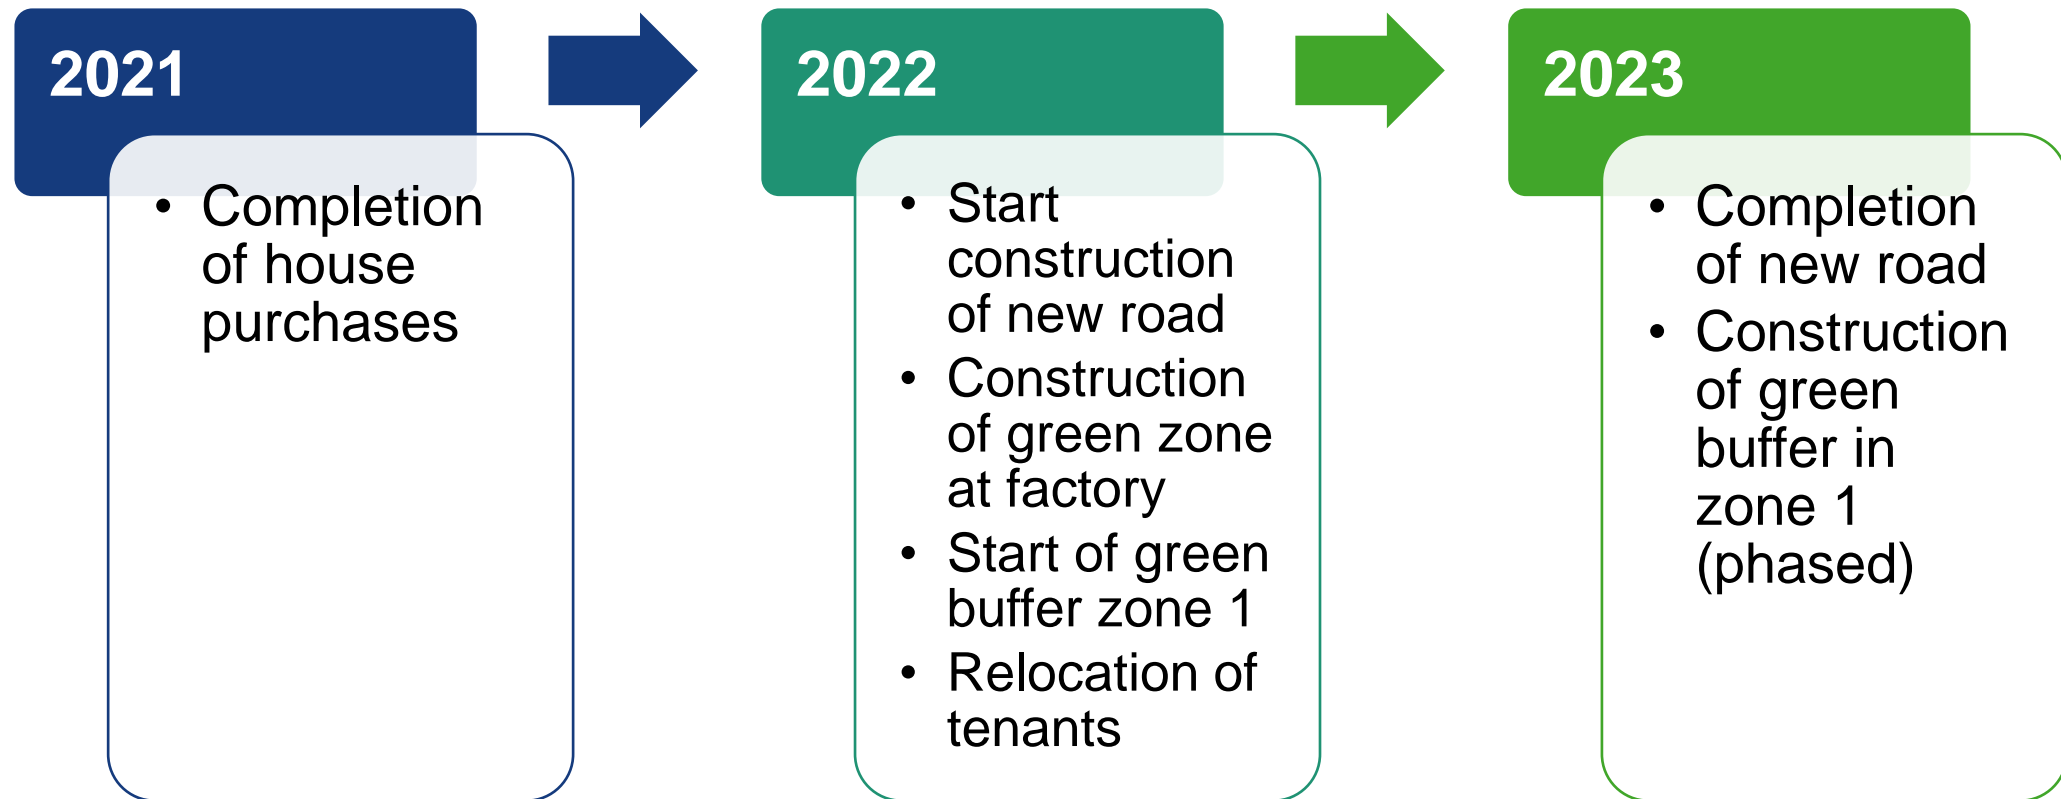 2021
• Completion
of house
purchases
2022
• Start
construction
of new road
• Construction
of green zone
at factory
• Start of green
buffer zone 1
• Relocation of
tenants
2023
• Completion
of new road
• Construction
of green
buffer in
zone 1
(phased)